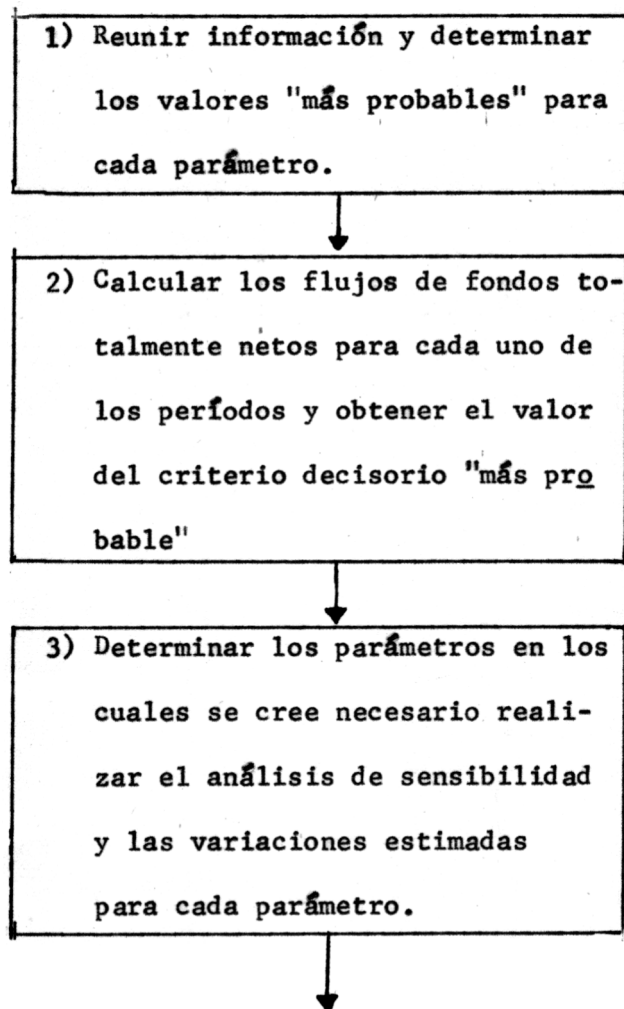 1) Reunir información y determinar
los valores "más probables" para
cada parámetro.
2) Calcular los flujos de fondos to-
talmente netos para cada uno de
los períodos y obtener el valor
del criterio decisorio "más pro
bable"
3) Determinar los parámetros en los
cuales se cree necesario reali-
zar el análisis de sensibilidad
y las variaciones estimadas
para cada parámetro.